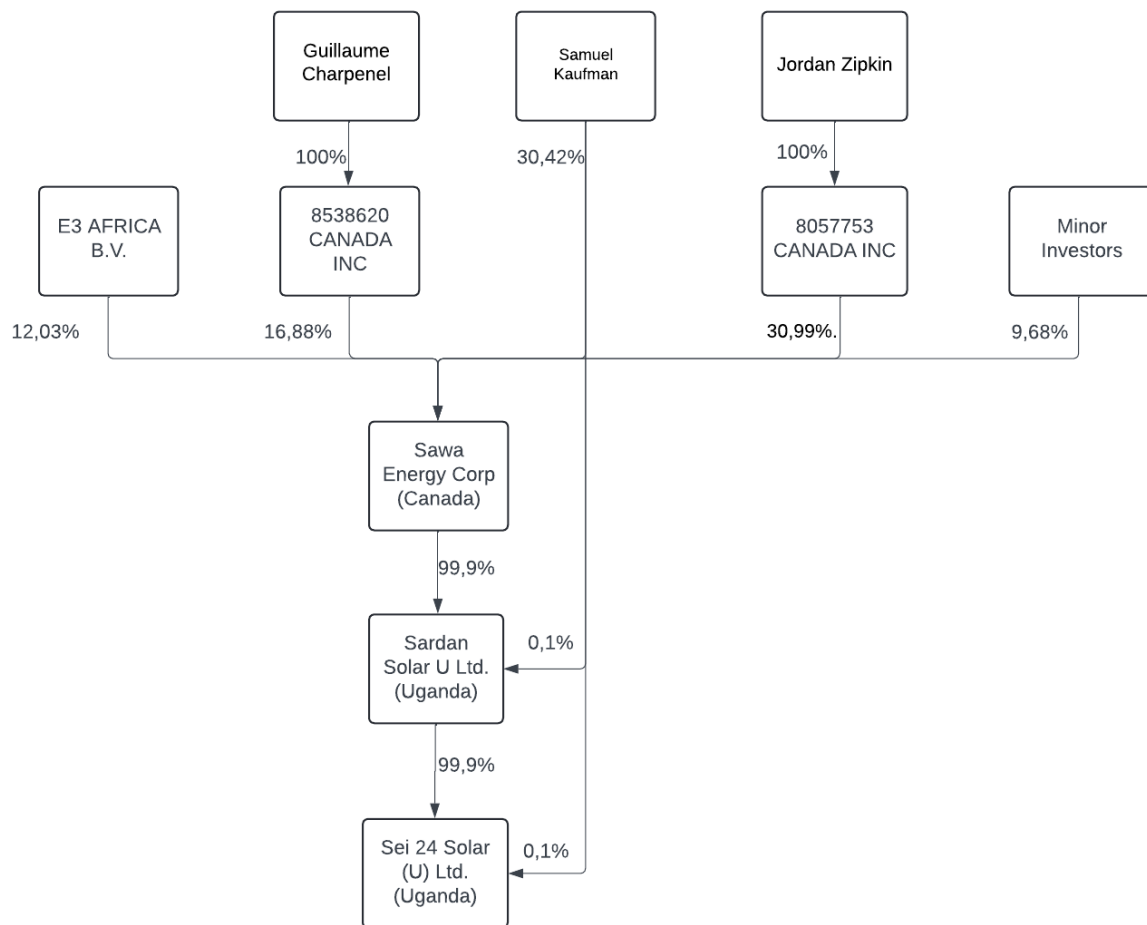 Guillaume
Charpenel
Samuel
Kaufman
Jordan Zipkin
100%
30,42%
100%
E3 AFRICA
B.V.
8538620
CANADA
INC
8057753
CANADA INC
Minor
Investors
12,03%
16,88%
30,99%.
9,68%
Sawa
Energy Corp
(Canada)
99,9%
Sardan
Solar U Ltd.
(Uganda)
0,1%
99,9%
Sei 24 Solar
(U) Ltd.
(Uganda)
0,1%